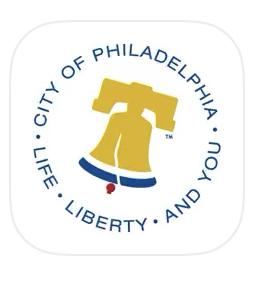 CITY OF PHILADELPHIA •
LIFE • LIBERTY • AND YOU •
TM